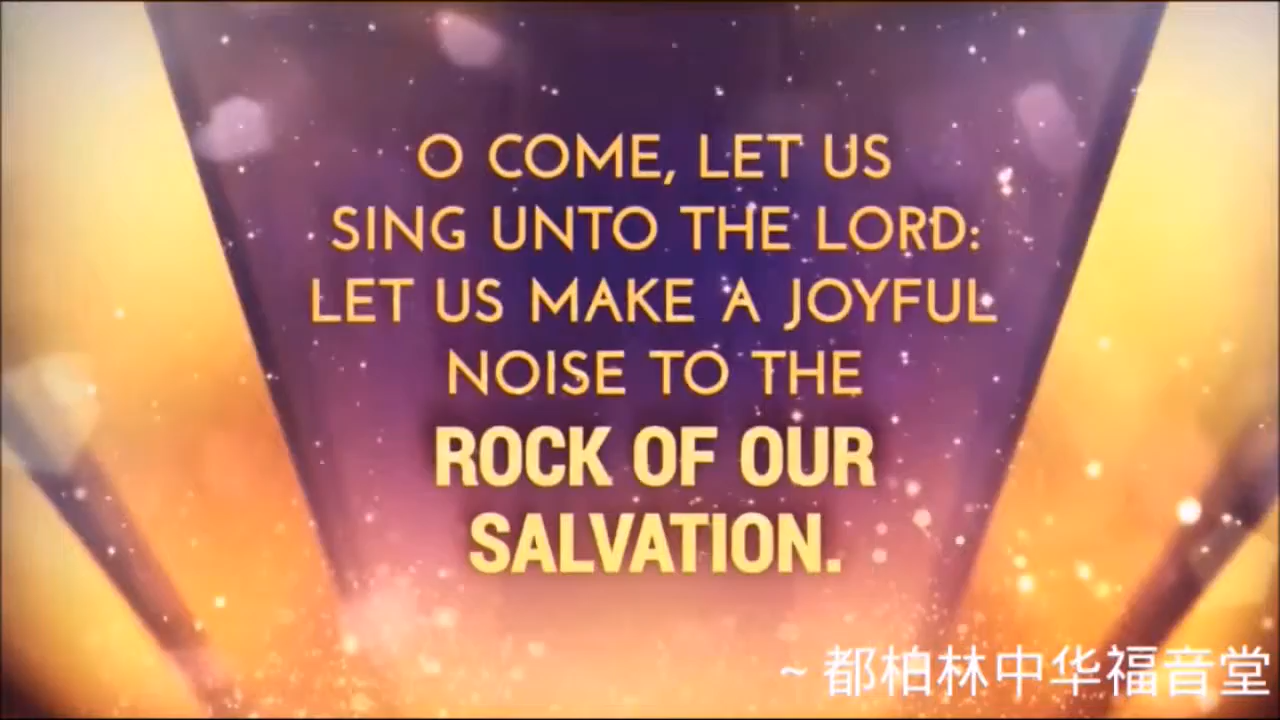 O COME, LET US
SING UNTO THE LORD:
LET US MAKE A JOYFUL
NOISE TO THE
ROCK OF OUR
SALVATION.
~ 都柏林中华福音堂